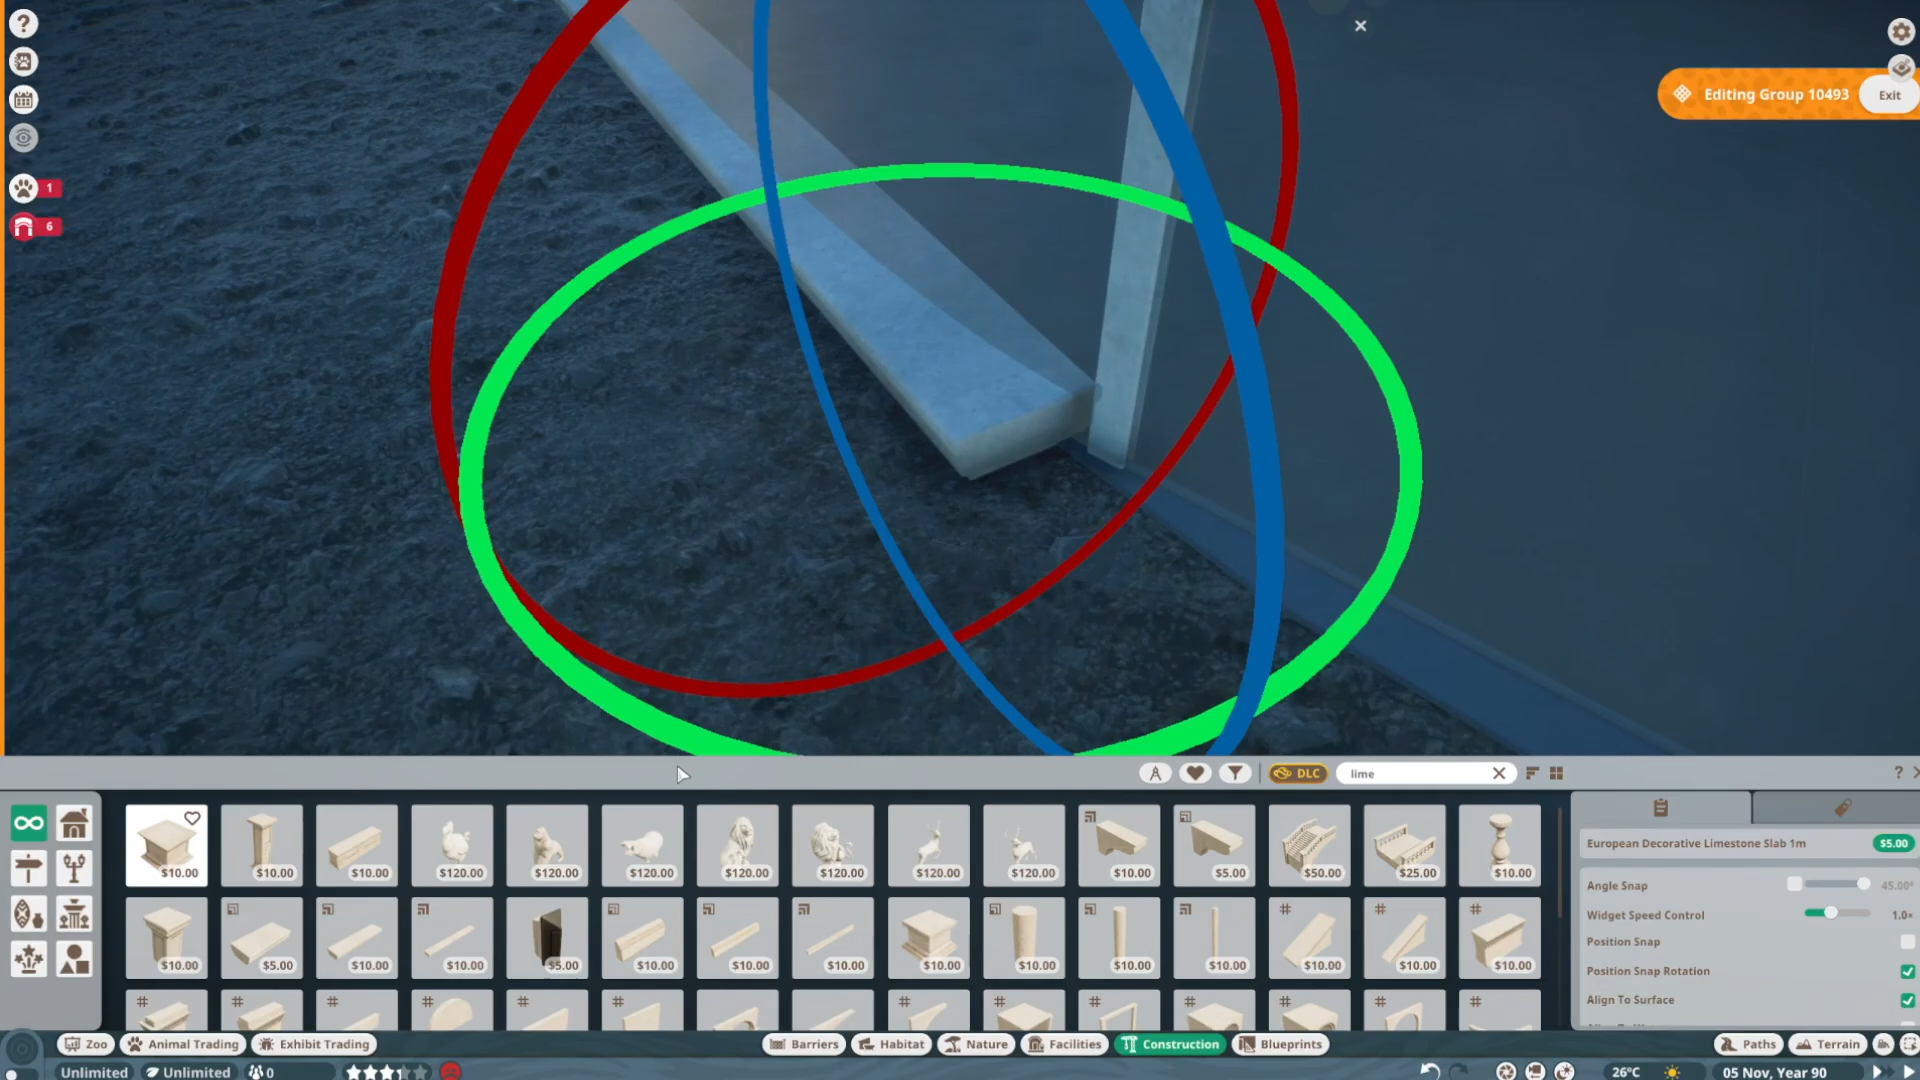 ?
Editing Group 10493
Exit
1
6
DLC
lime
?
$10.00
$10.00
$10.00
$120.00
$120.00
$120.00
$120.00
$120.00
$120.00
$120.00
$10.00
$5.00
$50.00
$25.00
$10.00
$10.00
$5.00
$10.00
$10.00
$5.00
$10.00
$10.00
$10.00
$10.00
$10.00
$10.00
$10.00
$10.00
$10.00
$10.00
European Decorative Limestone Slab 1m
$5.00
Angle Snap
45.00°
Widget Speed Control
1.0×
Position Snap
Position Snap Rotation
Align To Surface
Zoo
Animal Trading
Exhibit Trading
Barriers
Habitat
Nature
Facilities
Construction
Blueprints
Paths
Terrain
Unlimited
Unlimited
0
26°C
05 Nov, Year 90